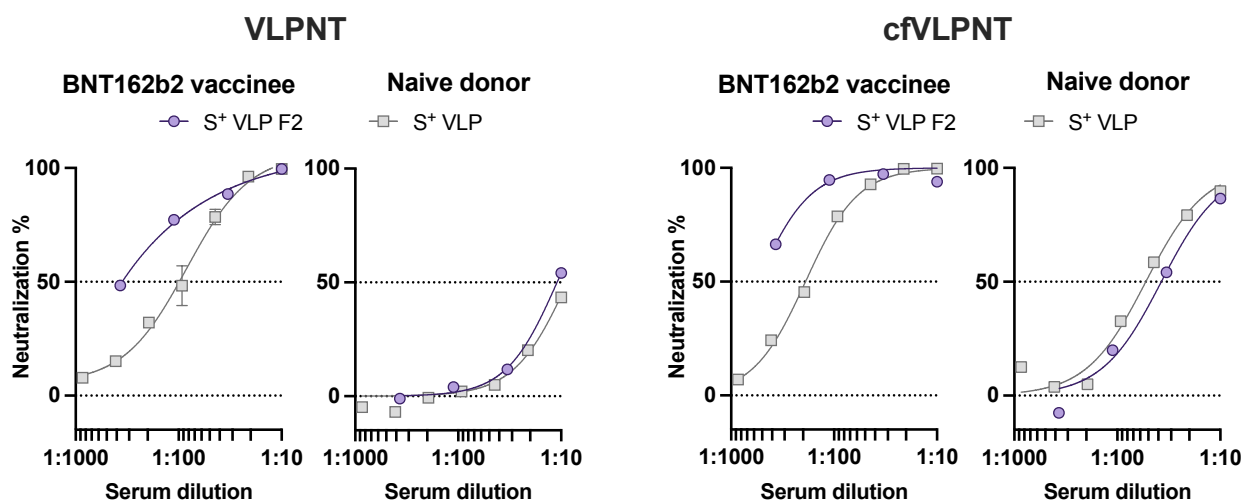 VLPNT
cfVLPNT
BNT162b2 vaccinee
Naive donor
BNT162b2 vaccinee
Naive donor
S⁺ VLP F2
S⁺ VLP
S⁺ VLP F2
S⁺ VLP
Neutralization %
100
50
0
1:1000
1:100
1:10
Serum dilution
100
50
0
1:1000
1:100
1:10
Serum dilution
Neutralization %
100
50
0
1:1000
1:100
1:10
Serum dilution
100
50
0
1:1000
1:100
1:10
Serum dilution